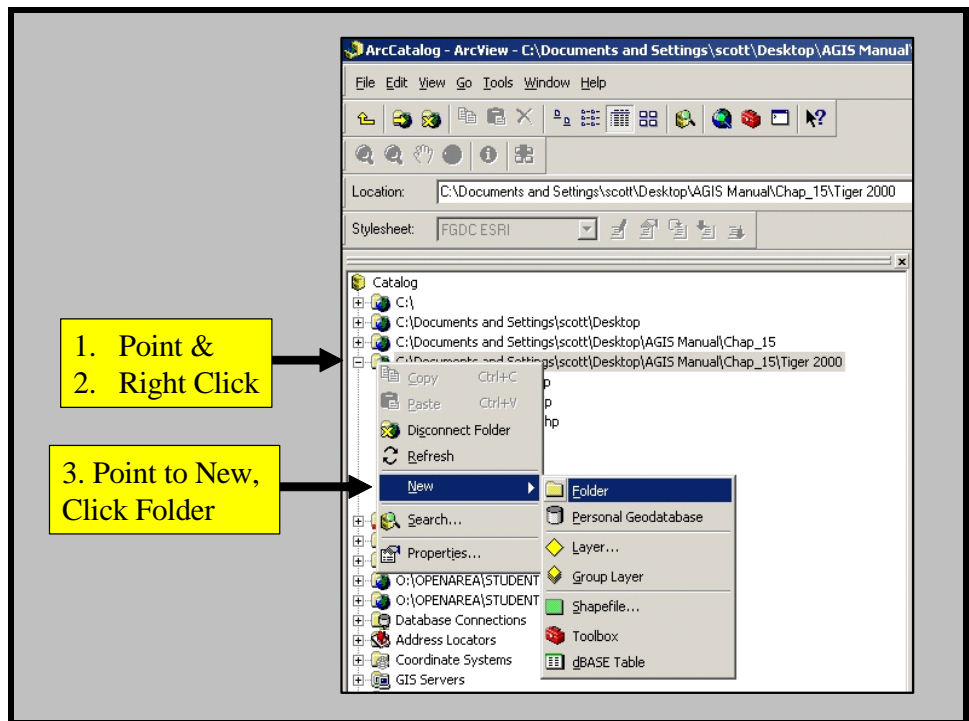 ArcCatalog - ArcView - C:\Documents and Settings\scott\Desktop\AGIS Manual\
File Edit View Go Tools Window Help
Location: C:\Documents and Settings\scott\Desktop\AGIS Manual\Chap_15\Tiger 2000
Stylesheet: FGDC ESRI
Catalog
C:\
C:\Documents and Settings\scott\Desktop
C:\Documents and Settings\scott\Desktop\AGIS Manual\Chap_15
C:\Documents and Settings\scott\Desktop\AGIS Manual\Chap_15\Tiger 2000
1. Point &
2. Right Click
Copy Ctrl+C
p
Paste Ctrl+V
p
hp
Disconnect Folder
Refresh
3. Point to New,
Click Folder
New
Folder
Personal Geodatabase
Layer...
Group Layer
Shapefile...
Toolbox
dBASE Table
Search...
Properties...
O:\OPENAREA\STUDENT
O:\OPENAREA\STUDENT
Database Connections
Address Locators
Coordinate Systems
GIS Servers